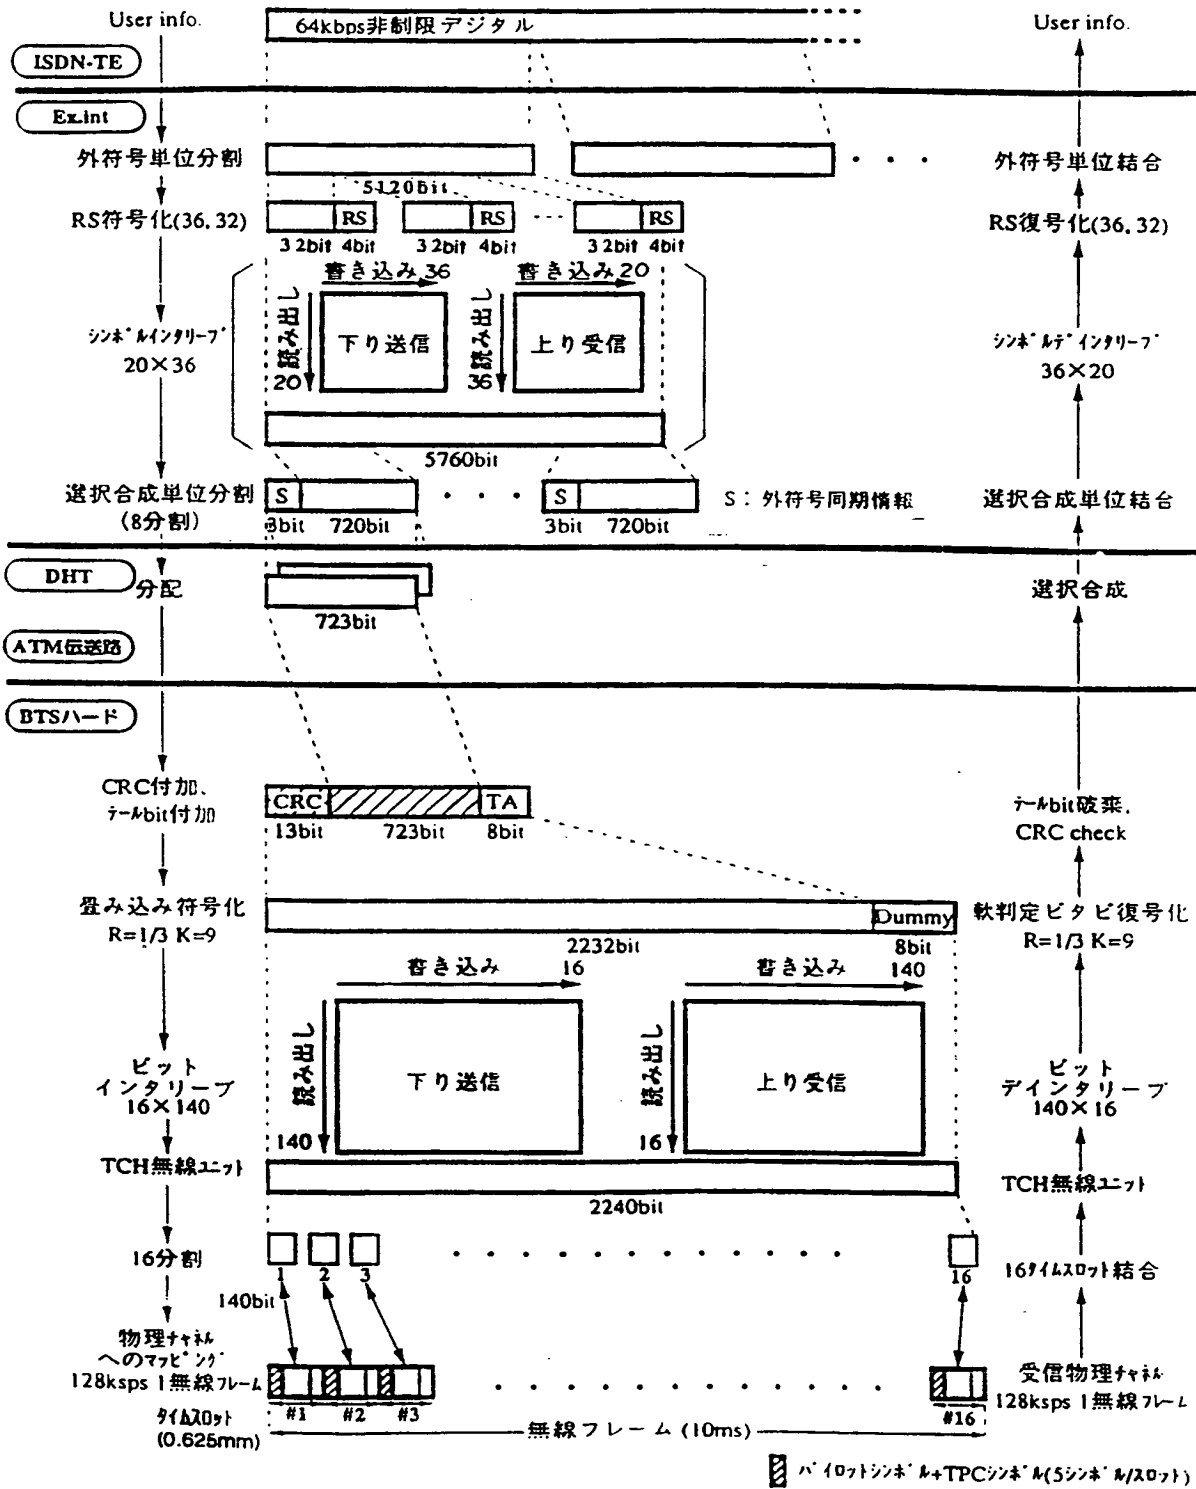 User info.
64kbps非制限デジタル
User info.
ISDN-TE
Ex.int
外符号単位分割
外符号単位結合
5120bit
RS符号化(36, 32)
RS
RS
RS
RS復号化(36, 32)
32bit 4bit 32bit 4bit 32bit 4bit
書き込み 36
書き込み 20
読み出し
下り送信
読み出し
上り受信
シンボルインタリーブ
20×36
20
36
シンボルデインタリーブ
36×20
5760bit
選択合成単位分割
(8分割)
S
S
S: 外符号同期情報
選択合成単位結合
3bit 720bit 3bit 720bit
DHT
分配
選択合成
723bit
ATM伝送路
BTSハード
CRC付加、
テールbit付加
CRC
TA
13bit 723bit 8bit
テールbit破棄,
CRC check
畳み込み符号化
R=1/3 K=9
Dummy
軟判定ビタビ復号化
R=1/3 K=9
2232bit
8bit
書き込み 16
書き込み 140
読み出し
下り送信
読み出し
上り受信
ビット
インタリーブ
16×140
140
16
ビット
デインタリーブ
140×16
TCH無線ユニット
TCH無線ユニット
2240bit
16分割
1 2 3
16
16タイムスロット結合
140bit
物理チャネル
へのマッピング
128ksps 1無線フレーム
受信物理チャネル
128ksps 1無線フレーム
#1 #2 #3
#16
タイムスロット
(0.625mm)
無線フレーム (10ms)
パイロットシンボル+TPCシンボル(5シンボル/スロット)